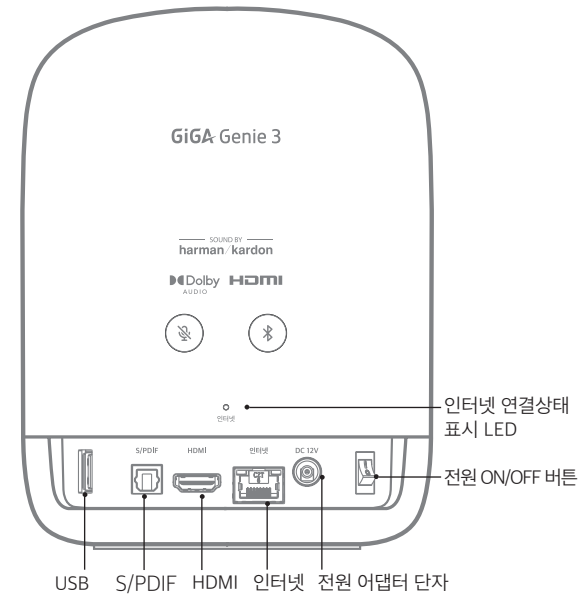 GiGA Genie 3
SOUND BY
harman/kardon
Dolby
AUDIO
HDMI
인터넷
인터넷 연결상태
표시 LED
S/PDIF
HDMI
인터넷
DC 12V
전원 ON/OFF 버튼
USB
S/PDIF
HDMI
인터넷
전원 어댑터 단자